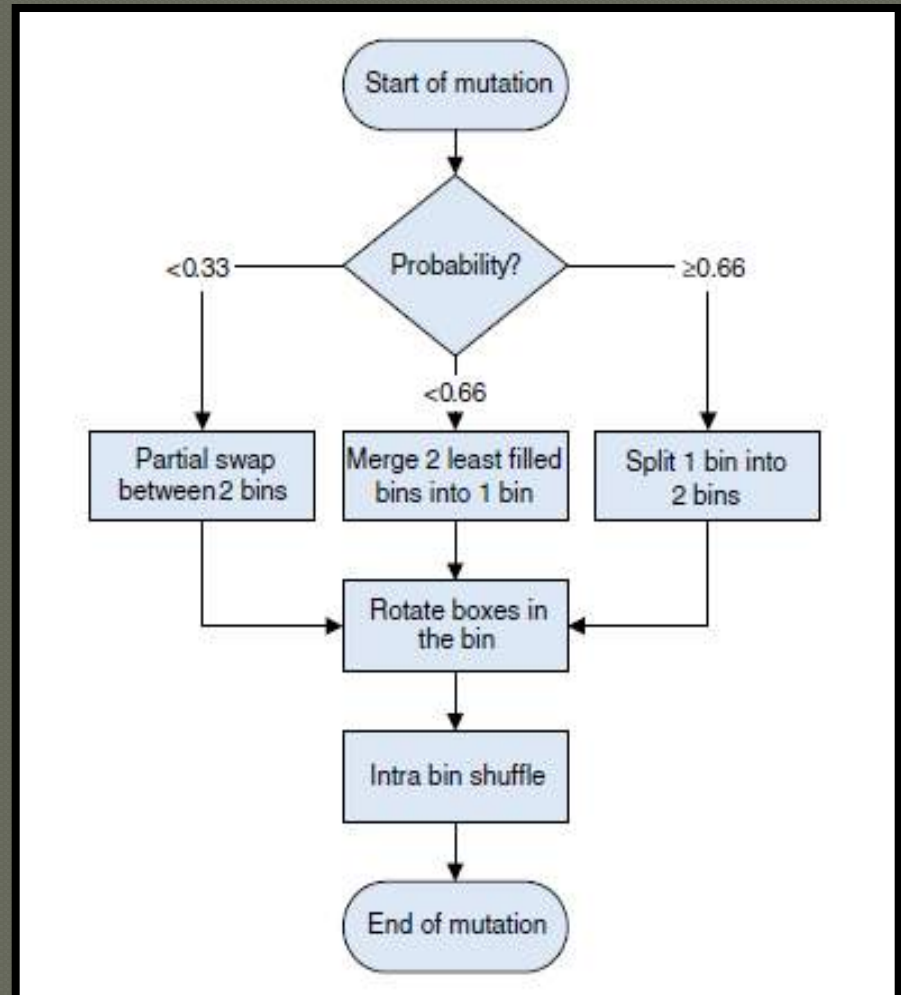 Start of mutation
Probability?
<0.33
≥0.66
<0.66
Partial swap
between 2 bins
Merge 2 least filled
bins into 1 bin
Split 1 bin into
2 bins
Rotate boxes in
the bin
Intra bin shuffle
End of mutation